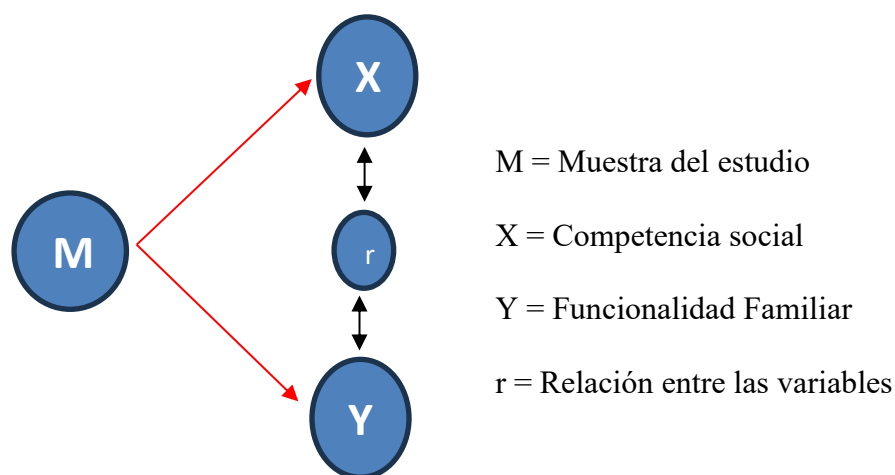 X
M
r
Y
M = Muestra del estudio
X = Competencia social
Y = Funcionalidad Familiar
r = Relación entre las variables